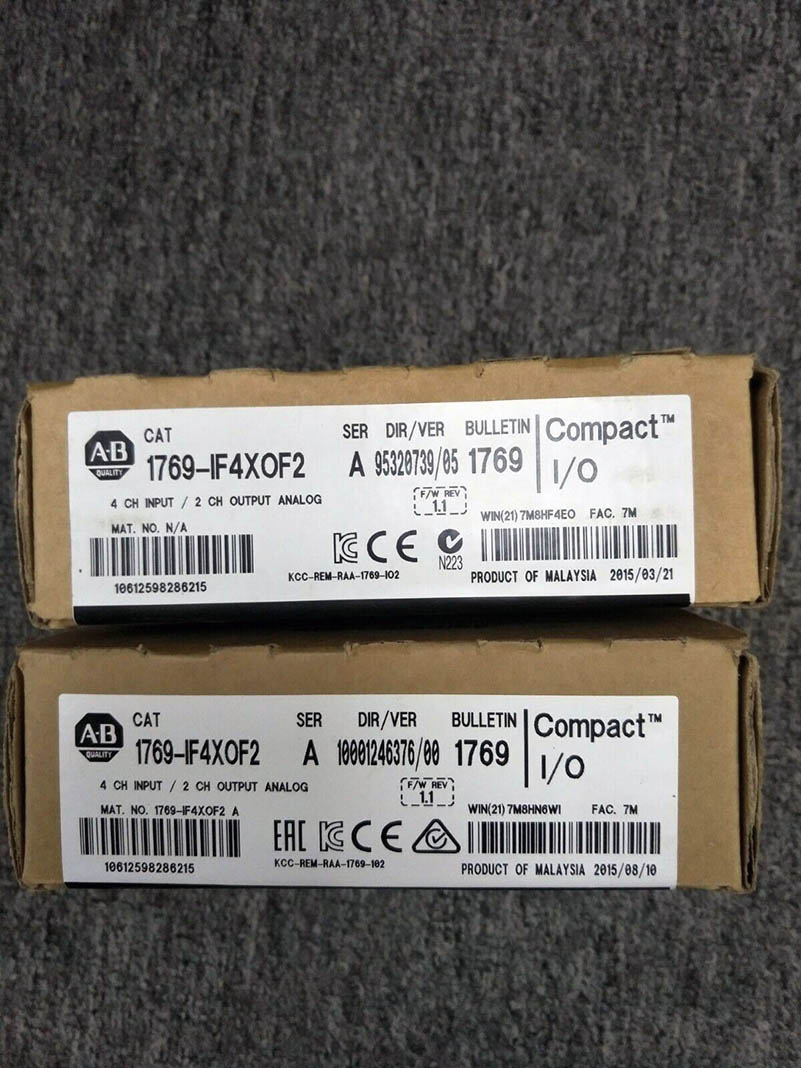 A-B
QUALITY
CAT
1769-IF4XOF2
SER DIR/VER BULLETIN
A 95320739/05 1769
Compact™
I/O
4 CH INPUT / 2 CH OUTPUT ANALOG
F/W REV
1.1
MAT. NO. N/A
WIN(21) 7M8HF4EO FAC. 7M
10612598286215
CE
N223
KCC-REM-RAA-1769-IO2
PRODUCT OF MALAYSIA 2015/03/21
A-B
QUALITY
CAT
1769-IF4XOF2
SER DIR/VER BULLETIN
A 10001246376/00 1769
Compact™
I/O
4 CH INPUT / 2 CH OUTPUT ANALOG
F/W REV
1.1
MAT. NO. 1769-IF4XOF2 A
WIN(21) 7M8HN6WI FAC. 7M
10612598286215
EAC CE
KCC-REM-RAA-1769-102
PRODUCT OF MALAYSIA 2015/08/10